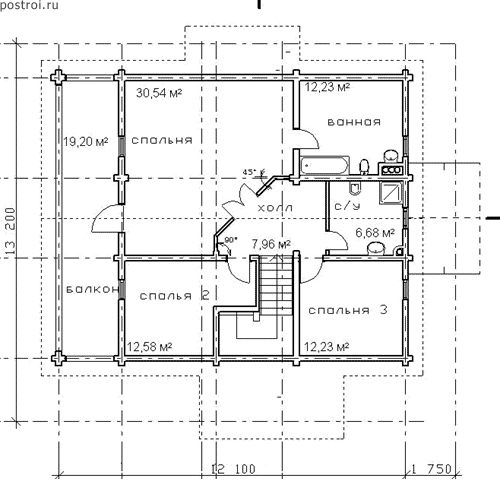 postroi.ru
30,54 м²
12,23 м²
19,20 м²
спальня
ванная
45°
холл
с/у
90°
7,96 м²
6,68 м²
13 200
балкон
спалья 2
спальня 3
12,58 м²
12,23 м²
12 100
1 750